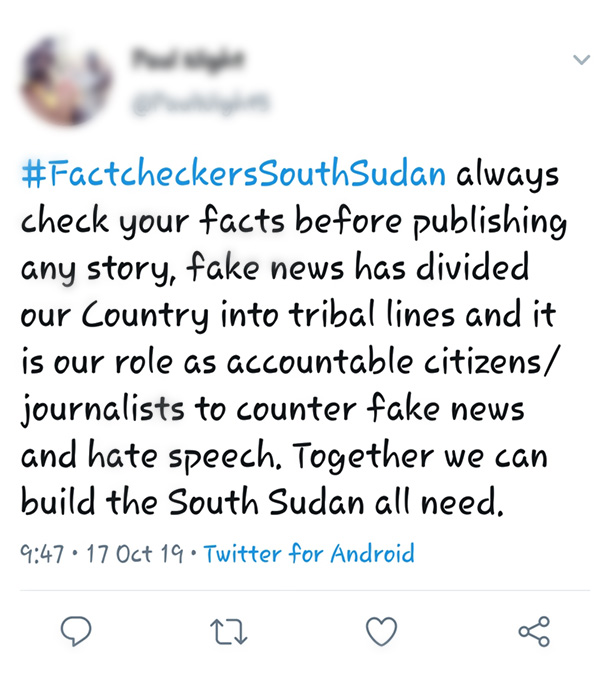 #FactcheckersSouthSudan always
check your facts before publishing
any story, fake news has divided
our Country into tribal lines and it
is our role as accountable citizens/
journalists to counter fake news
and hate speech. Together we can
build the South Sudan all need.
9:47 • 17 Oct 19 • Twitter for Android